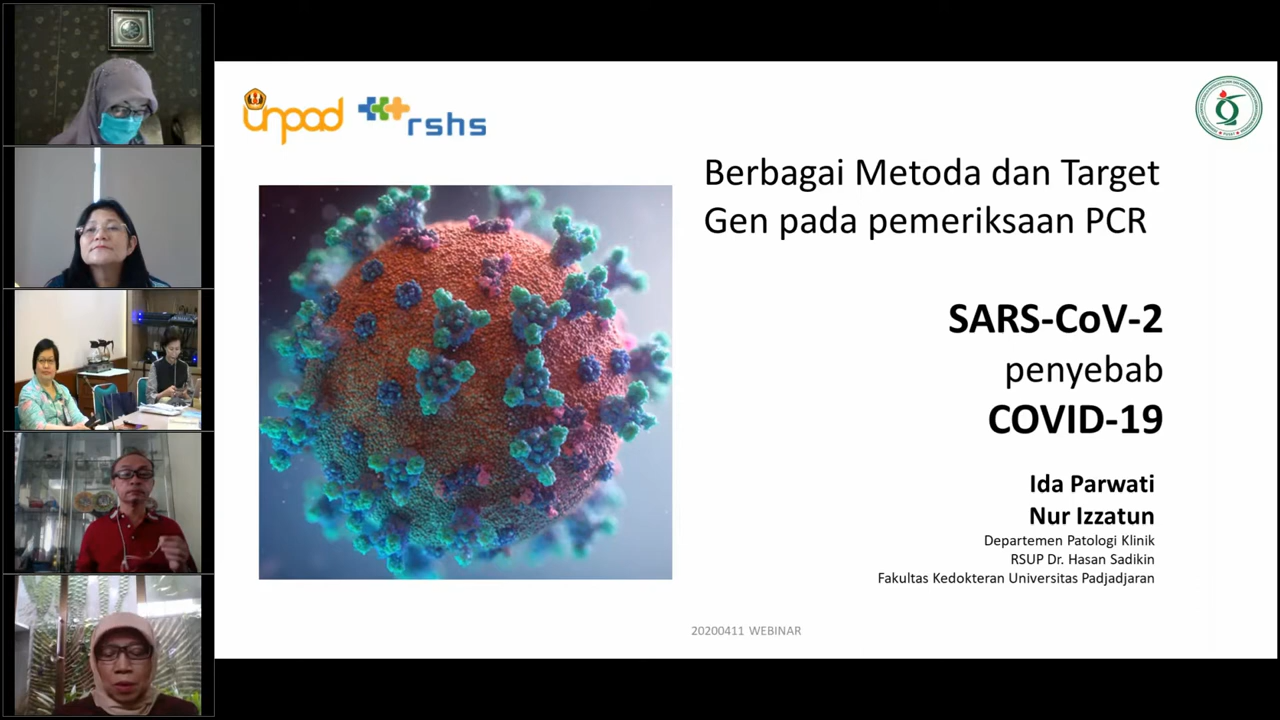 unpad
rshs
Berbagai Metoda dan Target
Gen pada pemeriksaan PCR
SARS-CoV-2
penyebab
COVID-19
Ida Parwati
Nur Izzatun
Departemen Patologi Klinik
RSUP Dr. Hasan Sadikin
Fakultas Kedokteran Universitas Padjadjaran
20200411 WEBINAR